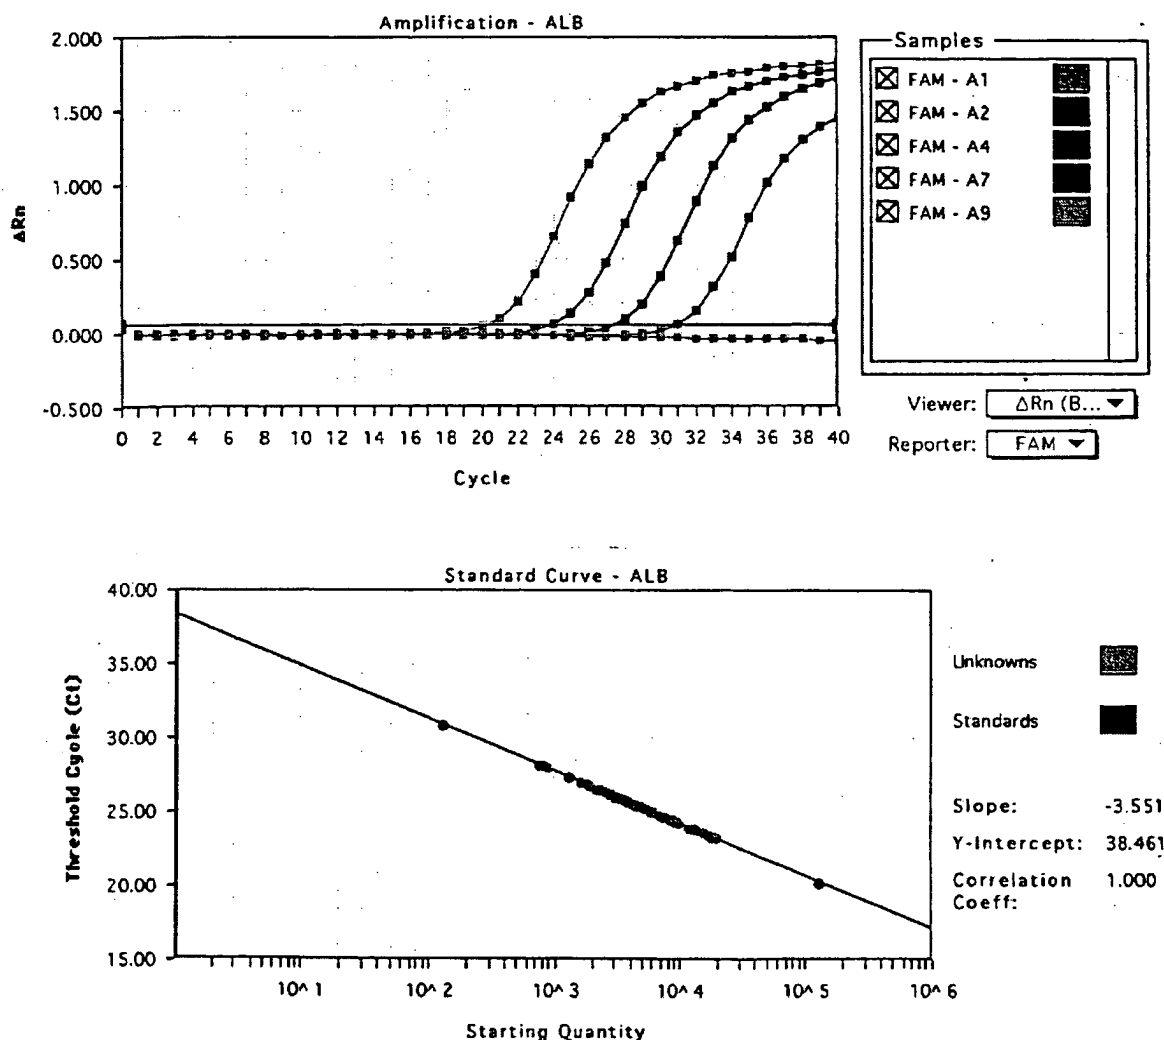 Amplification - ALB
2.000
1.500
1.000
0.500
0.000
-0.500
ΔRn
0 2 4 6 8 10 12 14 16 18 20 21 22 24 26 28 30 32 34 36 38 40
Cycle
Samples
FAM - A1
FAM - A2
FAM - A4
FAM - A7
FAM - A9
Viewer: ΔRn (B... ▼
Reporter: FAM ▼
Standard Curve - ALB
40.00
35.00
30.00
25.00
20.00
15.00
Threshold Cycle (Ct)
10^1 10^2 10^3 10^4 10^5 10^6
Starting Quantity
Unknowns
Standards
Slope: -3.551
Y-Intercept: 38.461
Correlation 1.000
Coeff: